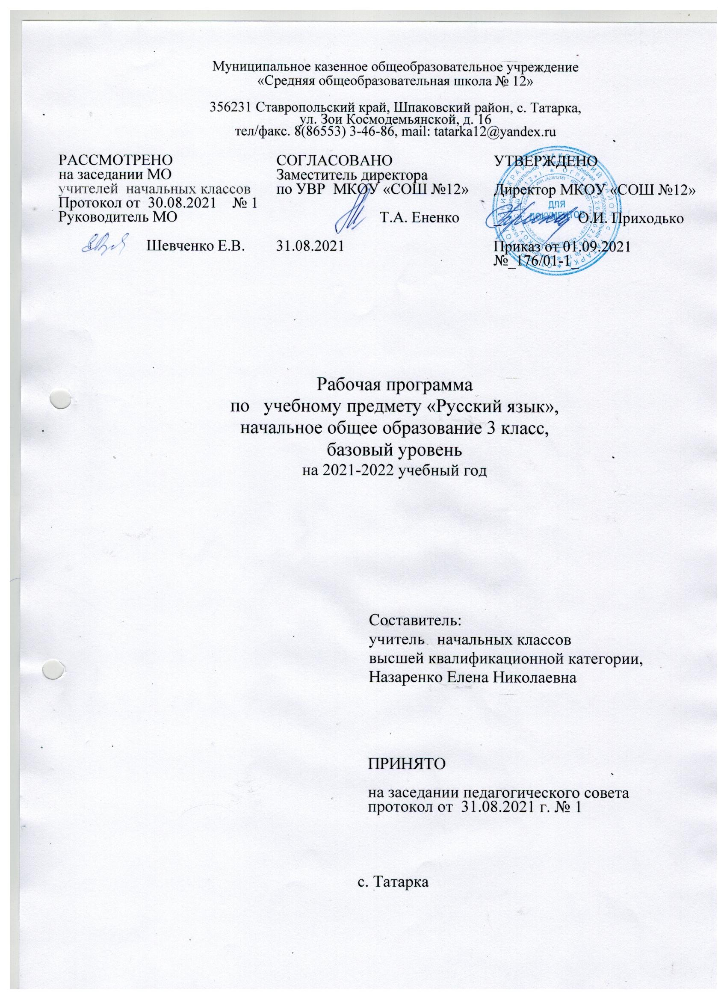 Муниципальное казенное общеобразовательное учреждение
«Средняя общеобразовательная школа № 12»
356231 Ставропольский край, Шпаковский район, с. Татарка,
ул. Зои Космодемьянской, д. 16
тел/факс. 8(86553) 3-46-86, mail: tatarka12@yandex.ru
РАССМОТРЕНО
на заседании МО
учителей начальных классов
Протокол от 30.08.2021 № 1
Руководитель МО
Шевченко Е.В.
СОГЛАСОВАНО
Заместитель директора
по УВР МКОУ «СОШ №12»
Т.А. Ененко
31.08.2021
УТВЕРЖДЕНО
Директор МКОУ «СОШ №12»
О.И. Приходько
Приказ от 01.09.2021
№_176/01-1_
ДЛЯ
ДОКУМЕНТОВ
Рабочая программа
по учебному предмету «Русский язык»,
начальное общее образование 3 класс,
базовый уровень
на 2021-2022 учебный год
Составитель:
учитель начальных классов
высшей квалификационной категории,
Назаренко Елена Николаевна
ПРИНЯТО
на заседании педагогического совета
протокол от 31.08.2021 г. № 1
с. Татарка